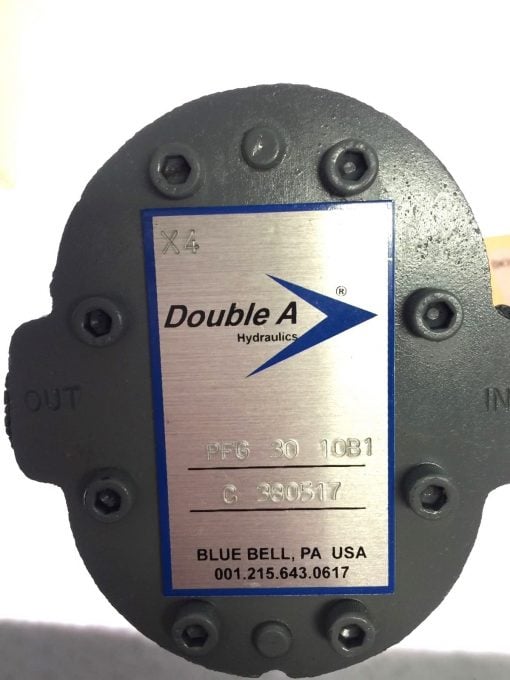 X4
Double A ®
Hydraulics
OUT
IN
PFG 30 10B1
C 380517
BLUE BELL, PA USA
001.215.643.0617